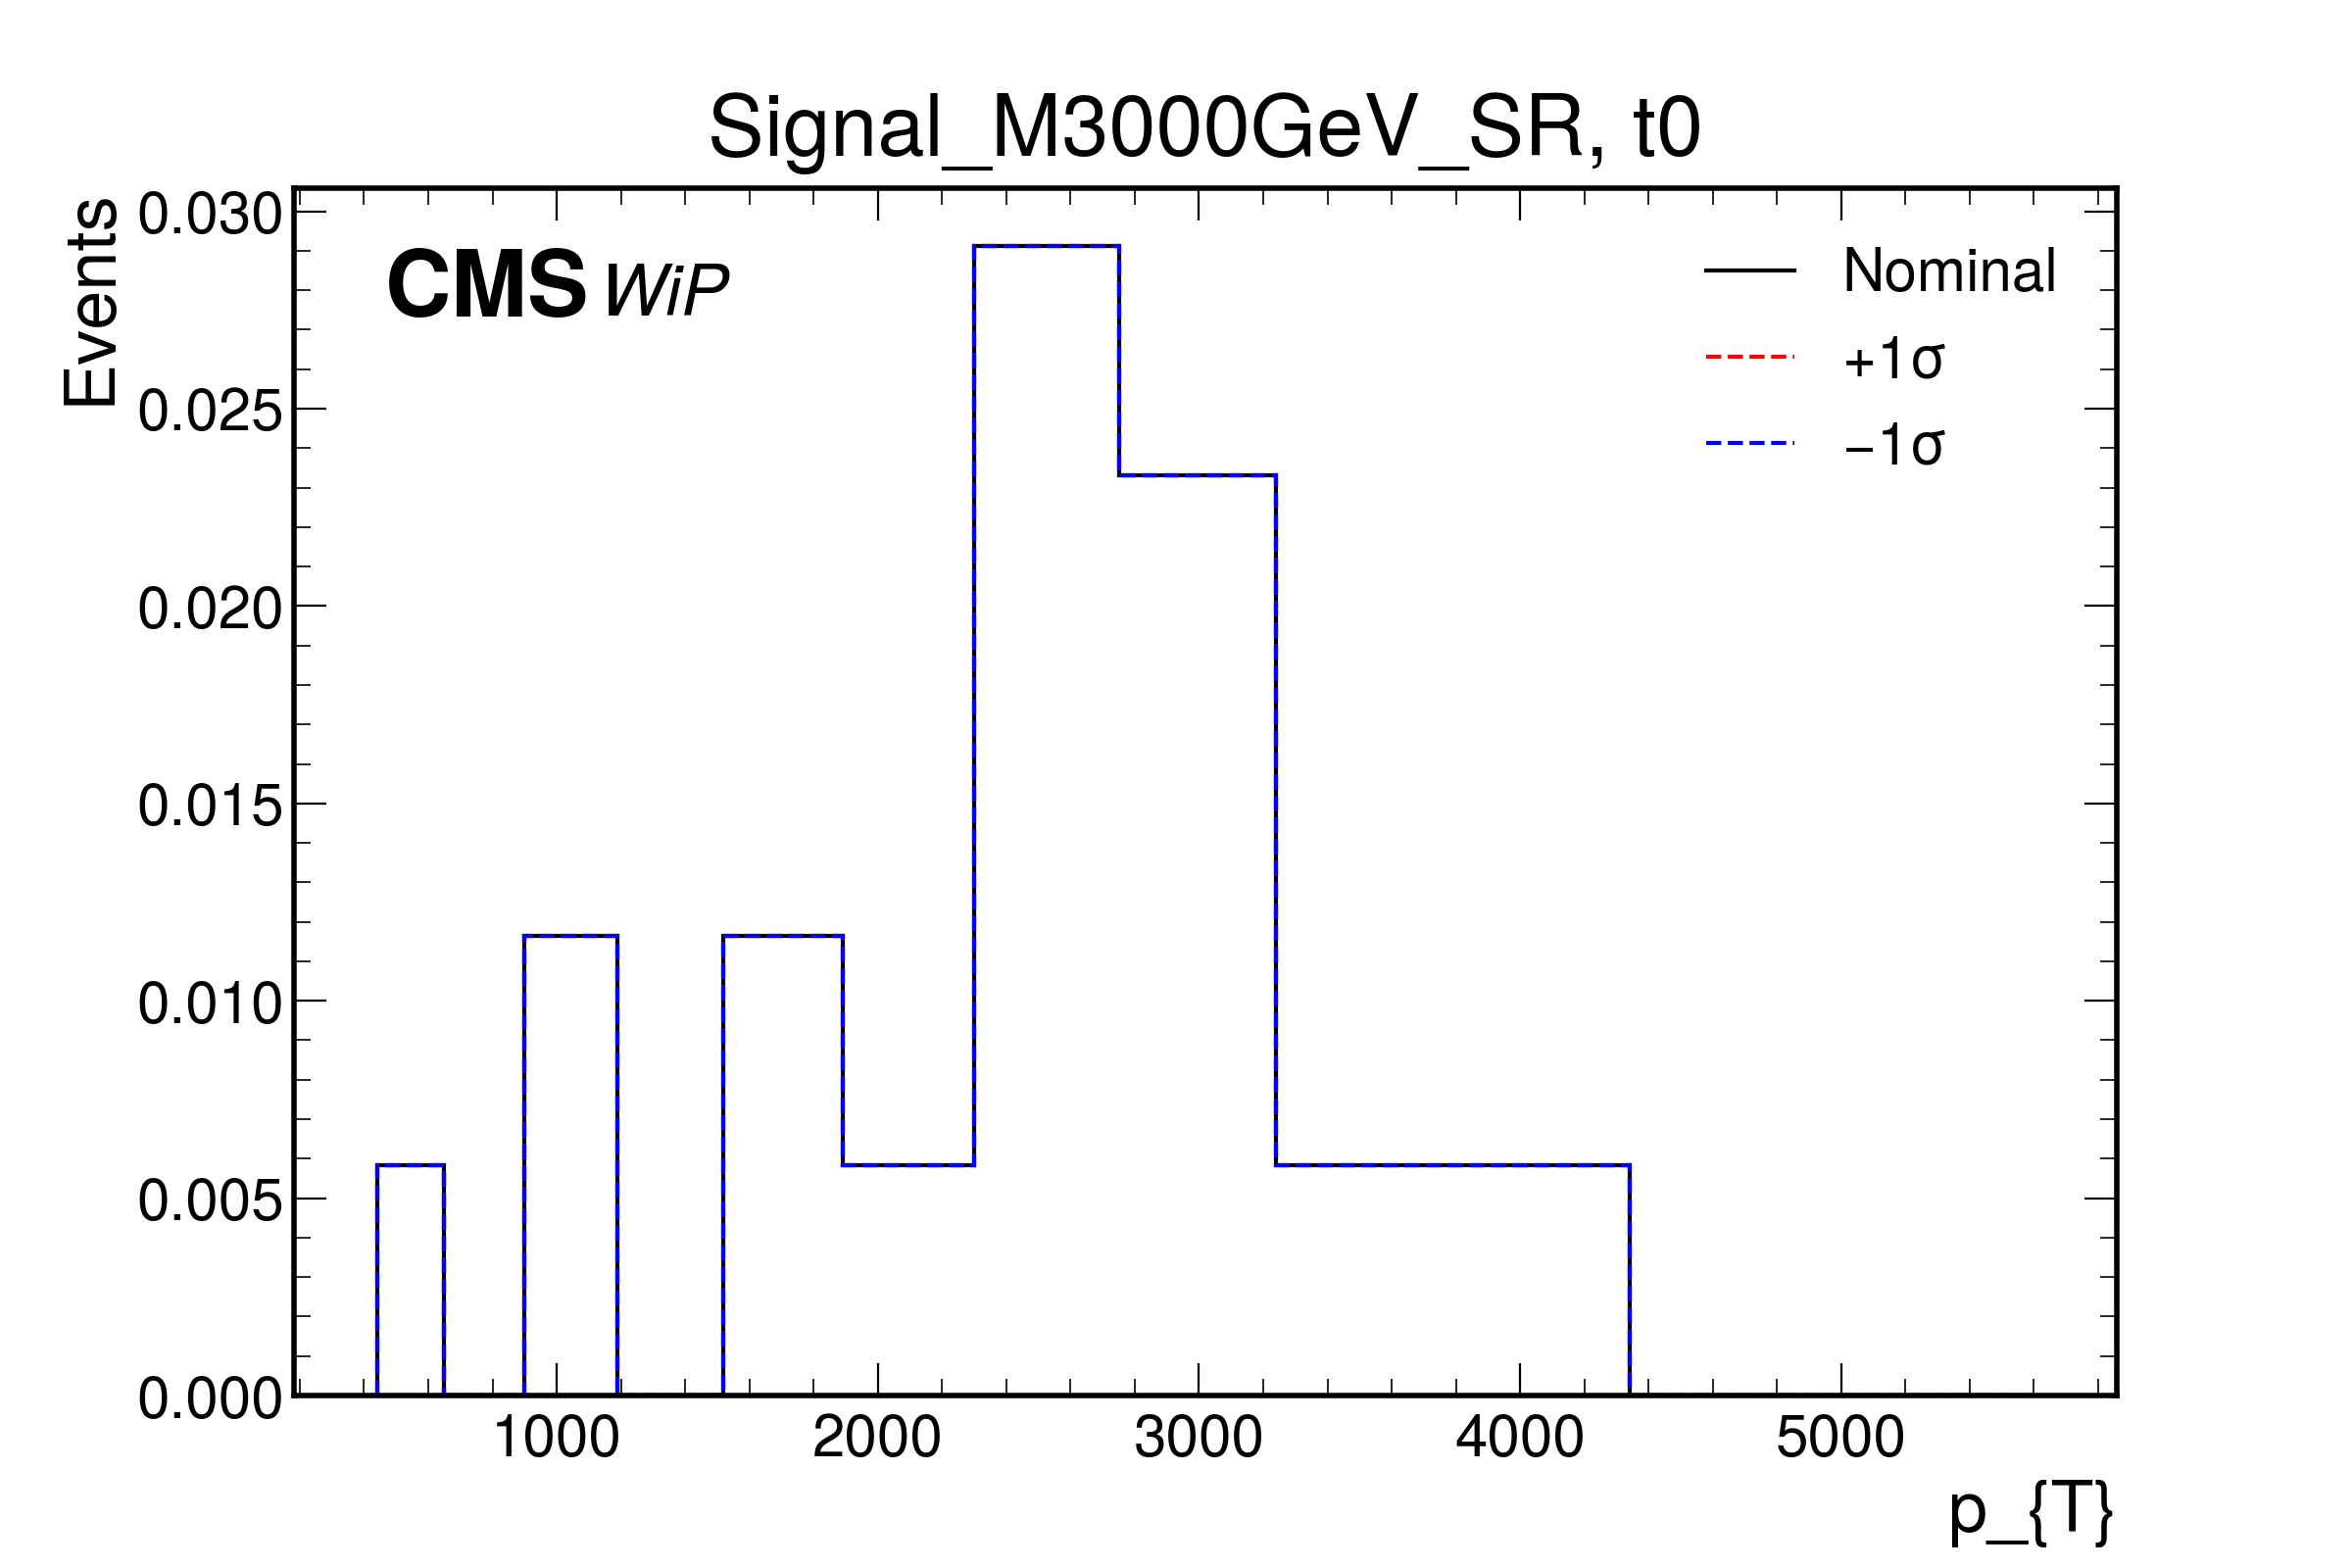 Signal_M3000GeV_SR, t0
Events
0.030
0.025
0.020
0.015
0.010
0.005
0.000
CMS WiP
Nominal
+1σ
−1σ
1000 2000 3000 4000 5000
p_{T}